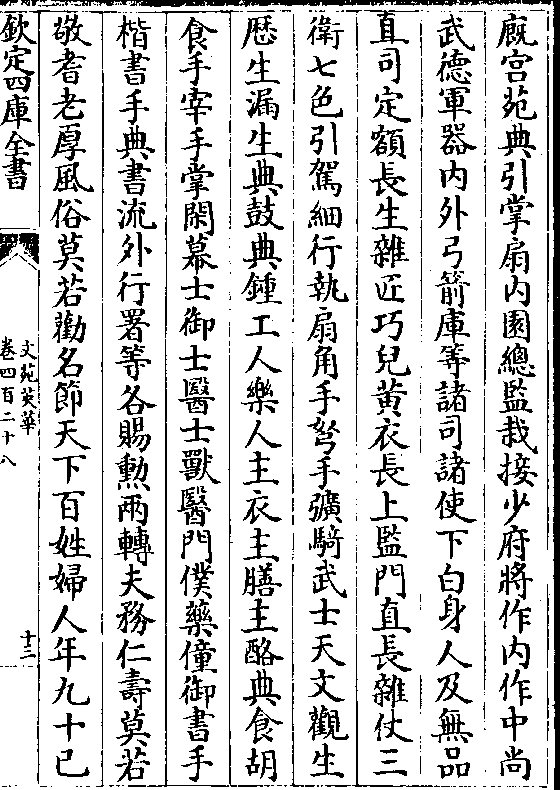 廐宫苑典引掌扇内園總監栽接少府將作内作中尚
武德軍器内外弓箭庫等諸司諸使下白身人及無品
直司定額長生雜匠巧兒黄衣長上監門直長雜仗三
衛七色引駕細行執扇角手弩手彍騎武士天文觀生
歴生漏生典鼓典鍾工人樂人主衣主膳主酪典食胡
食手宰手掌閑幕士御士醫士獸醫門僕藥僮御書手
楷書手典書流外行署等各賜勲兩轉夫務仁壽莫若
敬耆老厚風俗莫若勸名節天下百姓婦人年九十已
欽定四庫全書
文苑英華
卷四百二十八
十三